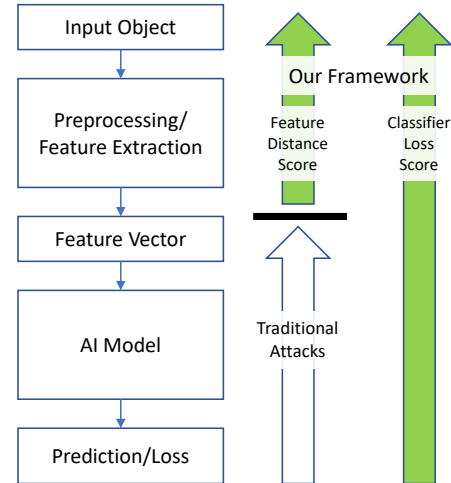 Input Object
Preprocessing/
Feature Extraction
Feature Vector
AI Model
Prediction/Loss
Our Framework
Feature
Distance
Score
Classifier
Loss
Score
Traditional
Attacks